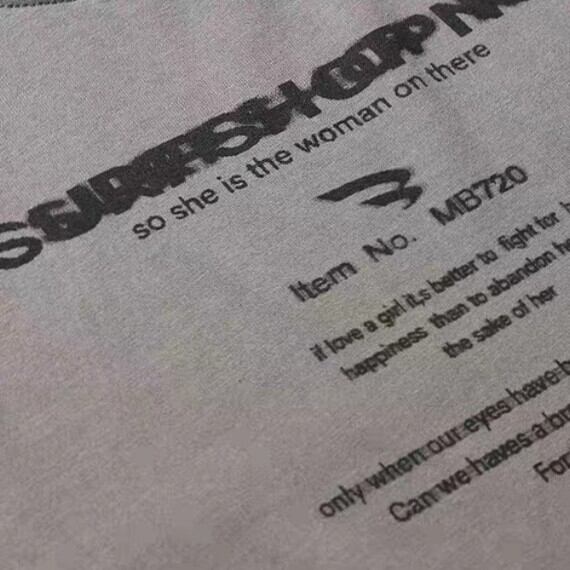 so she is the woman on there
Item No. MB720
if love a girl it,s better to fight for
happiness than to abandon
the sake of her
only when our eyes have
Can we haves a
For